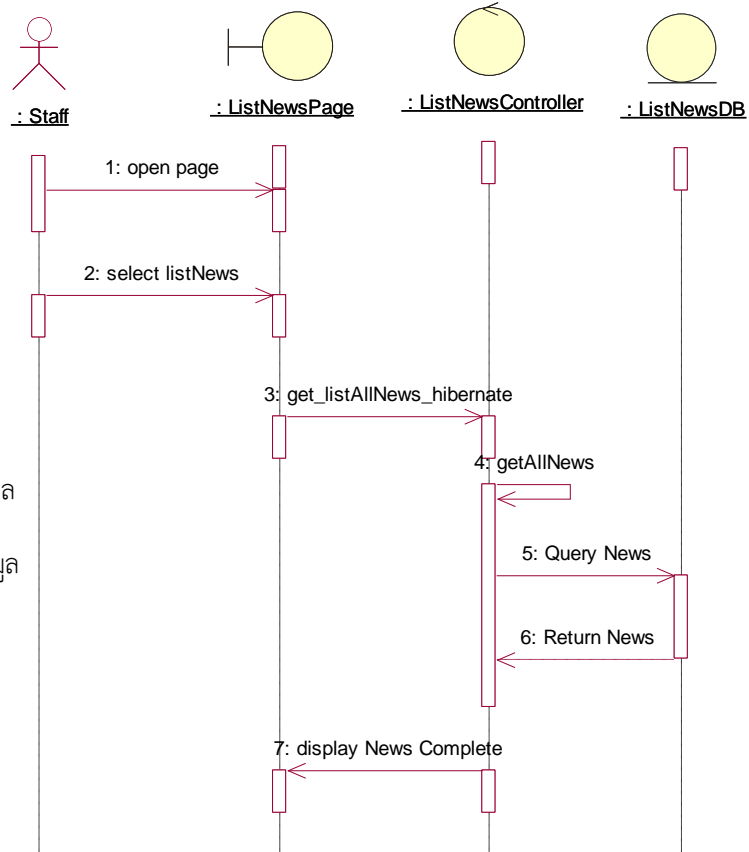 : Staff
: ListNewsPage
: ListNewsController
: ListNewsDB
1: open page
2: select listNews
3: get_listAllNews_hibernate
4: getAllNews
5: Query News
6: Return News
7: display News Complete